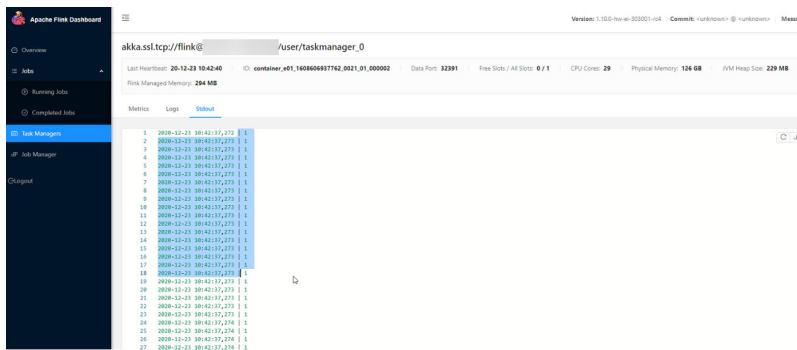 Apache Flink Dashboard
Version: 1.10.0-hw-ei-303001-rc4 Commit: <unknown> @ <unknown> Messa
Overview
Jobs
Running Jobs
Completed Jobs
Task Managers
Job Manager
Logout
akka.ssl.tcp://flink@ /user/taskmanager_0
Last Heartbeat: 20-12-23 10:42:40 ID: container_e01_1608606937762_0021_01_000002 Data Port: 32391 Free Slots / All Slots: 0 / 1 CPU Cores: 29 Physical Memory: 126 GB JVM Heap Size: 229 MB
Flink Managed Memory: 294 MB
Metrics Logs Stdout
1 2020-12-23 10:42:37,272 | 1
2 2020-12-23 10:42:37,273 | 1
3 2020-12-23 10:42:37,273 | 1
4 2020-12-23 10:42:37,273 | 1
5 2020-12-23 10:42:37,273 | 1
6 2020-12-23 10:42:37,273 | 1
7 2020-12-23 10:42:37,273 | 1
8 2020-12-23 10:42:37,273 | 1
9 2020-12-23 10:42:37,273 | 1
10 2020-12-23 10:42:37,273 | 1
11 2020-12-23 10:42:37,273 | 1
12 2020-12-23 10:42:37,273 | 1
13 2020-12-23 10:42:37,273 | 1
14 2020-12-23 10:42:37,273 | 1
15 2020-12-23 10:42:37,273 | 1
16 2020-12-23 10:42:37,273 | 1
17 2020-12-23 10:42:37,273 | 1
18 2020-12-23 10:42:37,273 | 1
19 2020-12-23 10:42:37,273 | 1
20 2020-12-23 10:42:37,273 | 1
21 2020-12-23 10:42:37,273 | 1
22 2020-12-23 10:42:37,273 | 1
23 2020-12-23 10:42:37,273 | 1
24 2020-12-23 10:42:37,274 | 1
25 2020-12-23 10:42:37,274 | 1
26 2020-12-23 10:42:37,274 | 1
27 2020-12-23 10:42:37,274 | 1